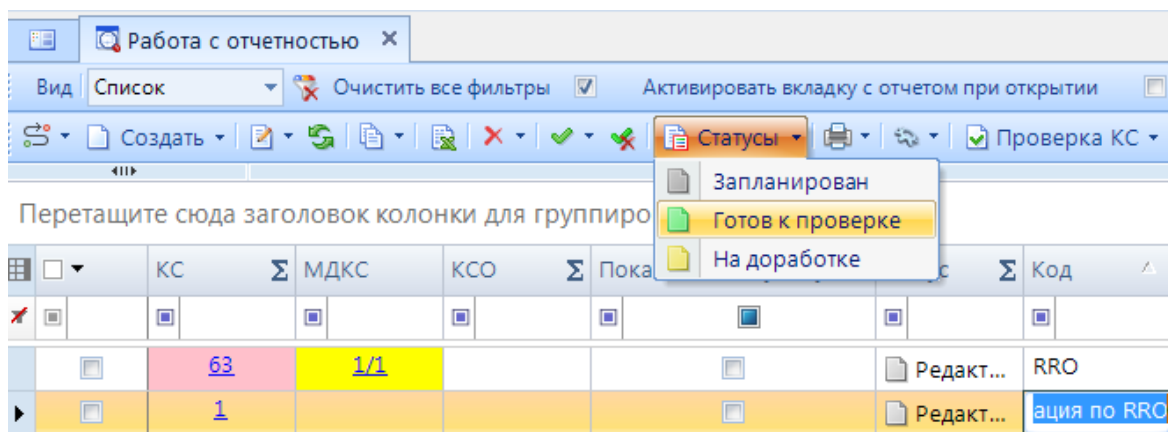 Работа с отчетностью
Вид Список Очистить все фильтры Активировать вкладку с отчетом при открытии
Создать Статусы Проверка КС
Запланирован
Перетащите сюда заголовок колонки для группиро
Готов к проверке
На доработке
КС Σ МДКС КСО Σ Пока Σ Код
63 1/1 Редакт... RRO
1 Редакт... ация по RRO